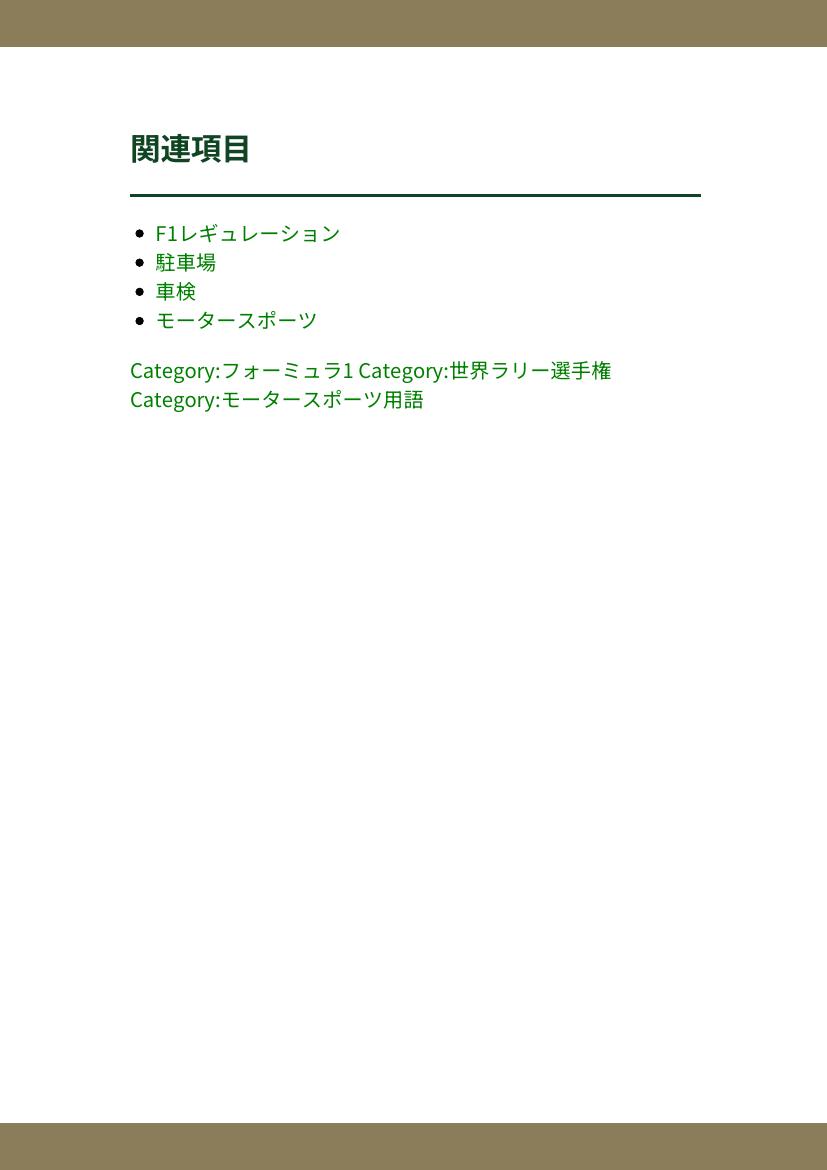 関連項目
F1レギュレーション
駐車場
車検
モータースポーツ
Category:フォーミュラ1 Category:世界ラリー選手権
Category:モータースポーツ用語